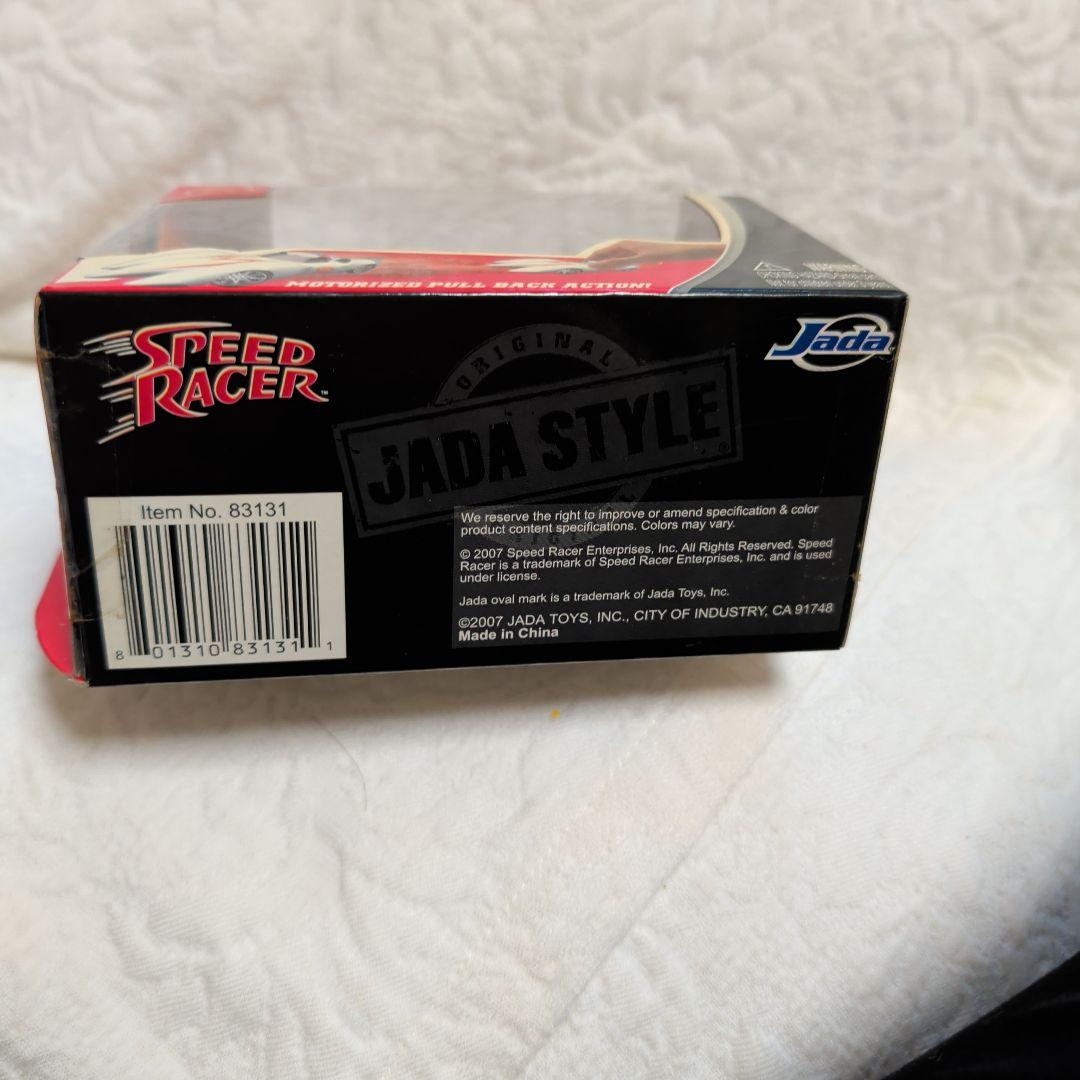 MOTORIZED PULL BACK ACTION!
WARNING
SPEED
RACER™
Jada
ORIGINAL
JADA STYLE®
Item No. 83131
8 01310 83131 1
We reserve the right to improve or amend specification & color
product content specifications. Colors may vary.
© 2007 Speed Racer Enterprises, Inc. All Rights Reserved. Speed
Racer is a trademark of Speed Racer Enterprises, Inc. and is used
under license.
Jada oval mark is a trademark of Jada Toys, Inc.
©2007 JADA TOYS, INC., CITY OF INDUSTRY, CA 91748
Made in China